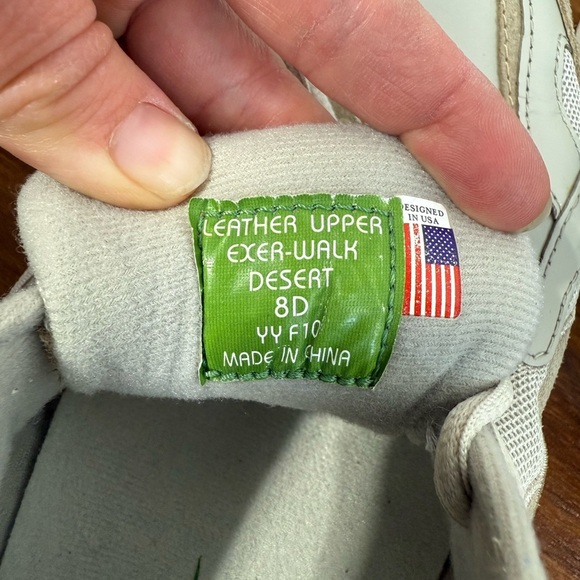 LEATHER UPPER
EXER-WALK
DESERT
8D
YY F10
MADE IN CHINA
DESIGNED
IN USA